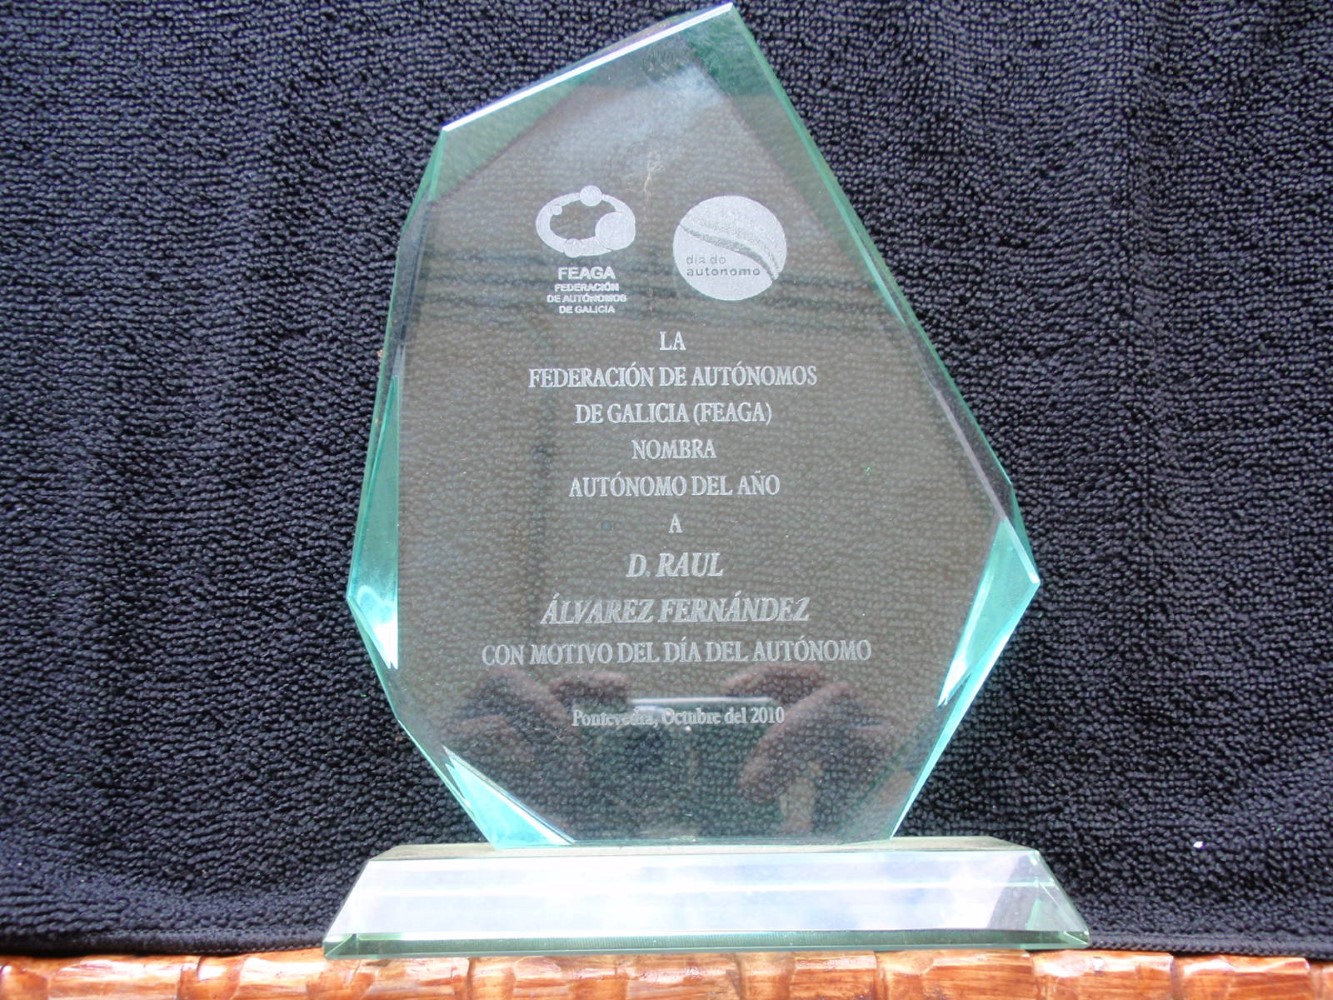 FEAGA
FEDERACIÓN
DE AUTÓNOMOS
DE GALICIA
día do
autonomo
LA
FEDERACIÓN DE AUTÓNOMOS
DE GALICIA (FEAGA)
NOMBRA
AUTÓNOMO DEL AÑO
A
D. RAUL
ÁLVAREZ FERNÁNDEZ
CON MOTIVO DEL DÍA DEL AUTÓNOMO
Pontevedra, Octubre del 2010